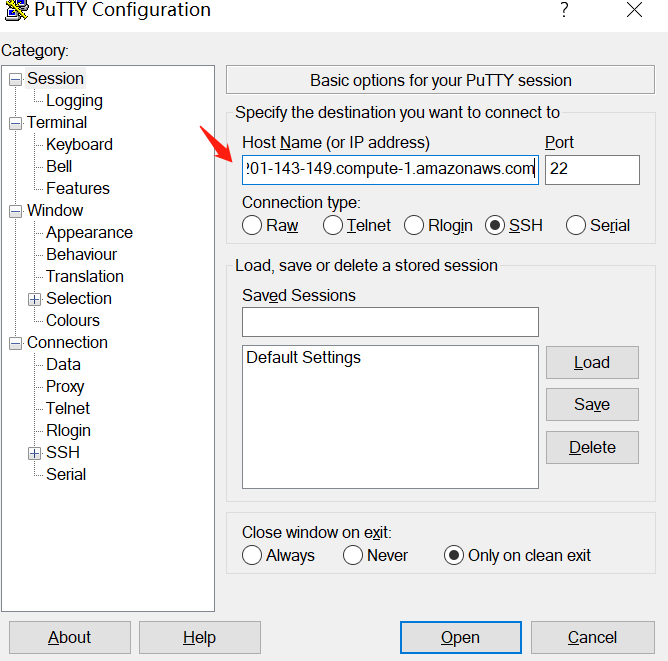 PuTTY Configuration
?
Category:
Session
Logging
Terminal
Keyboard
Bell
Features
Window
Appearance
Behaviour
Translation
Selection
Colours
Connection
Data
Proxy
Telnet
Rlogin
SSH
Serial
Basic options for your PuTTY session
Specify the destination you want to connect to
Host Name (or IP address) Port
01-143-149.compute-1.amazonaws.com 22
Connection type:
Raw Telnet Rlogin SSH Serial
Load, save or delete a stored session
Saved Sessions
Default Settings
Load
Save
Delete
Close window on exit:
Always Never Only on clean exit
About Help Open Cancel